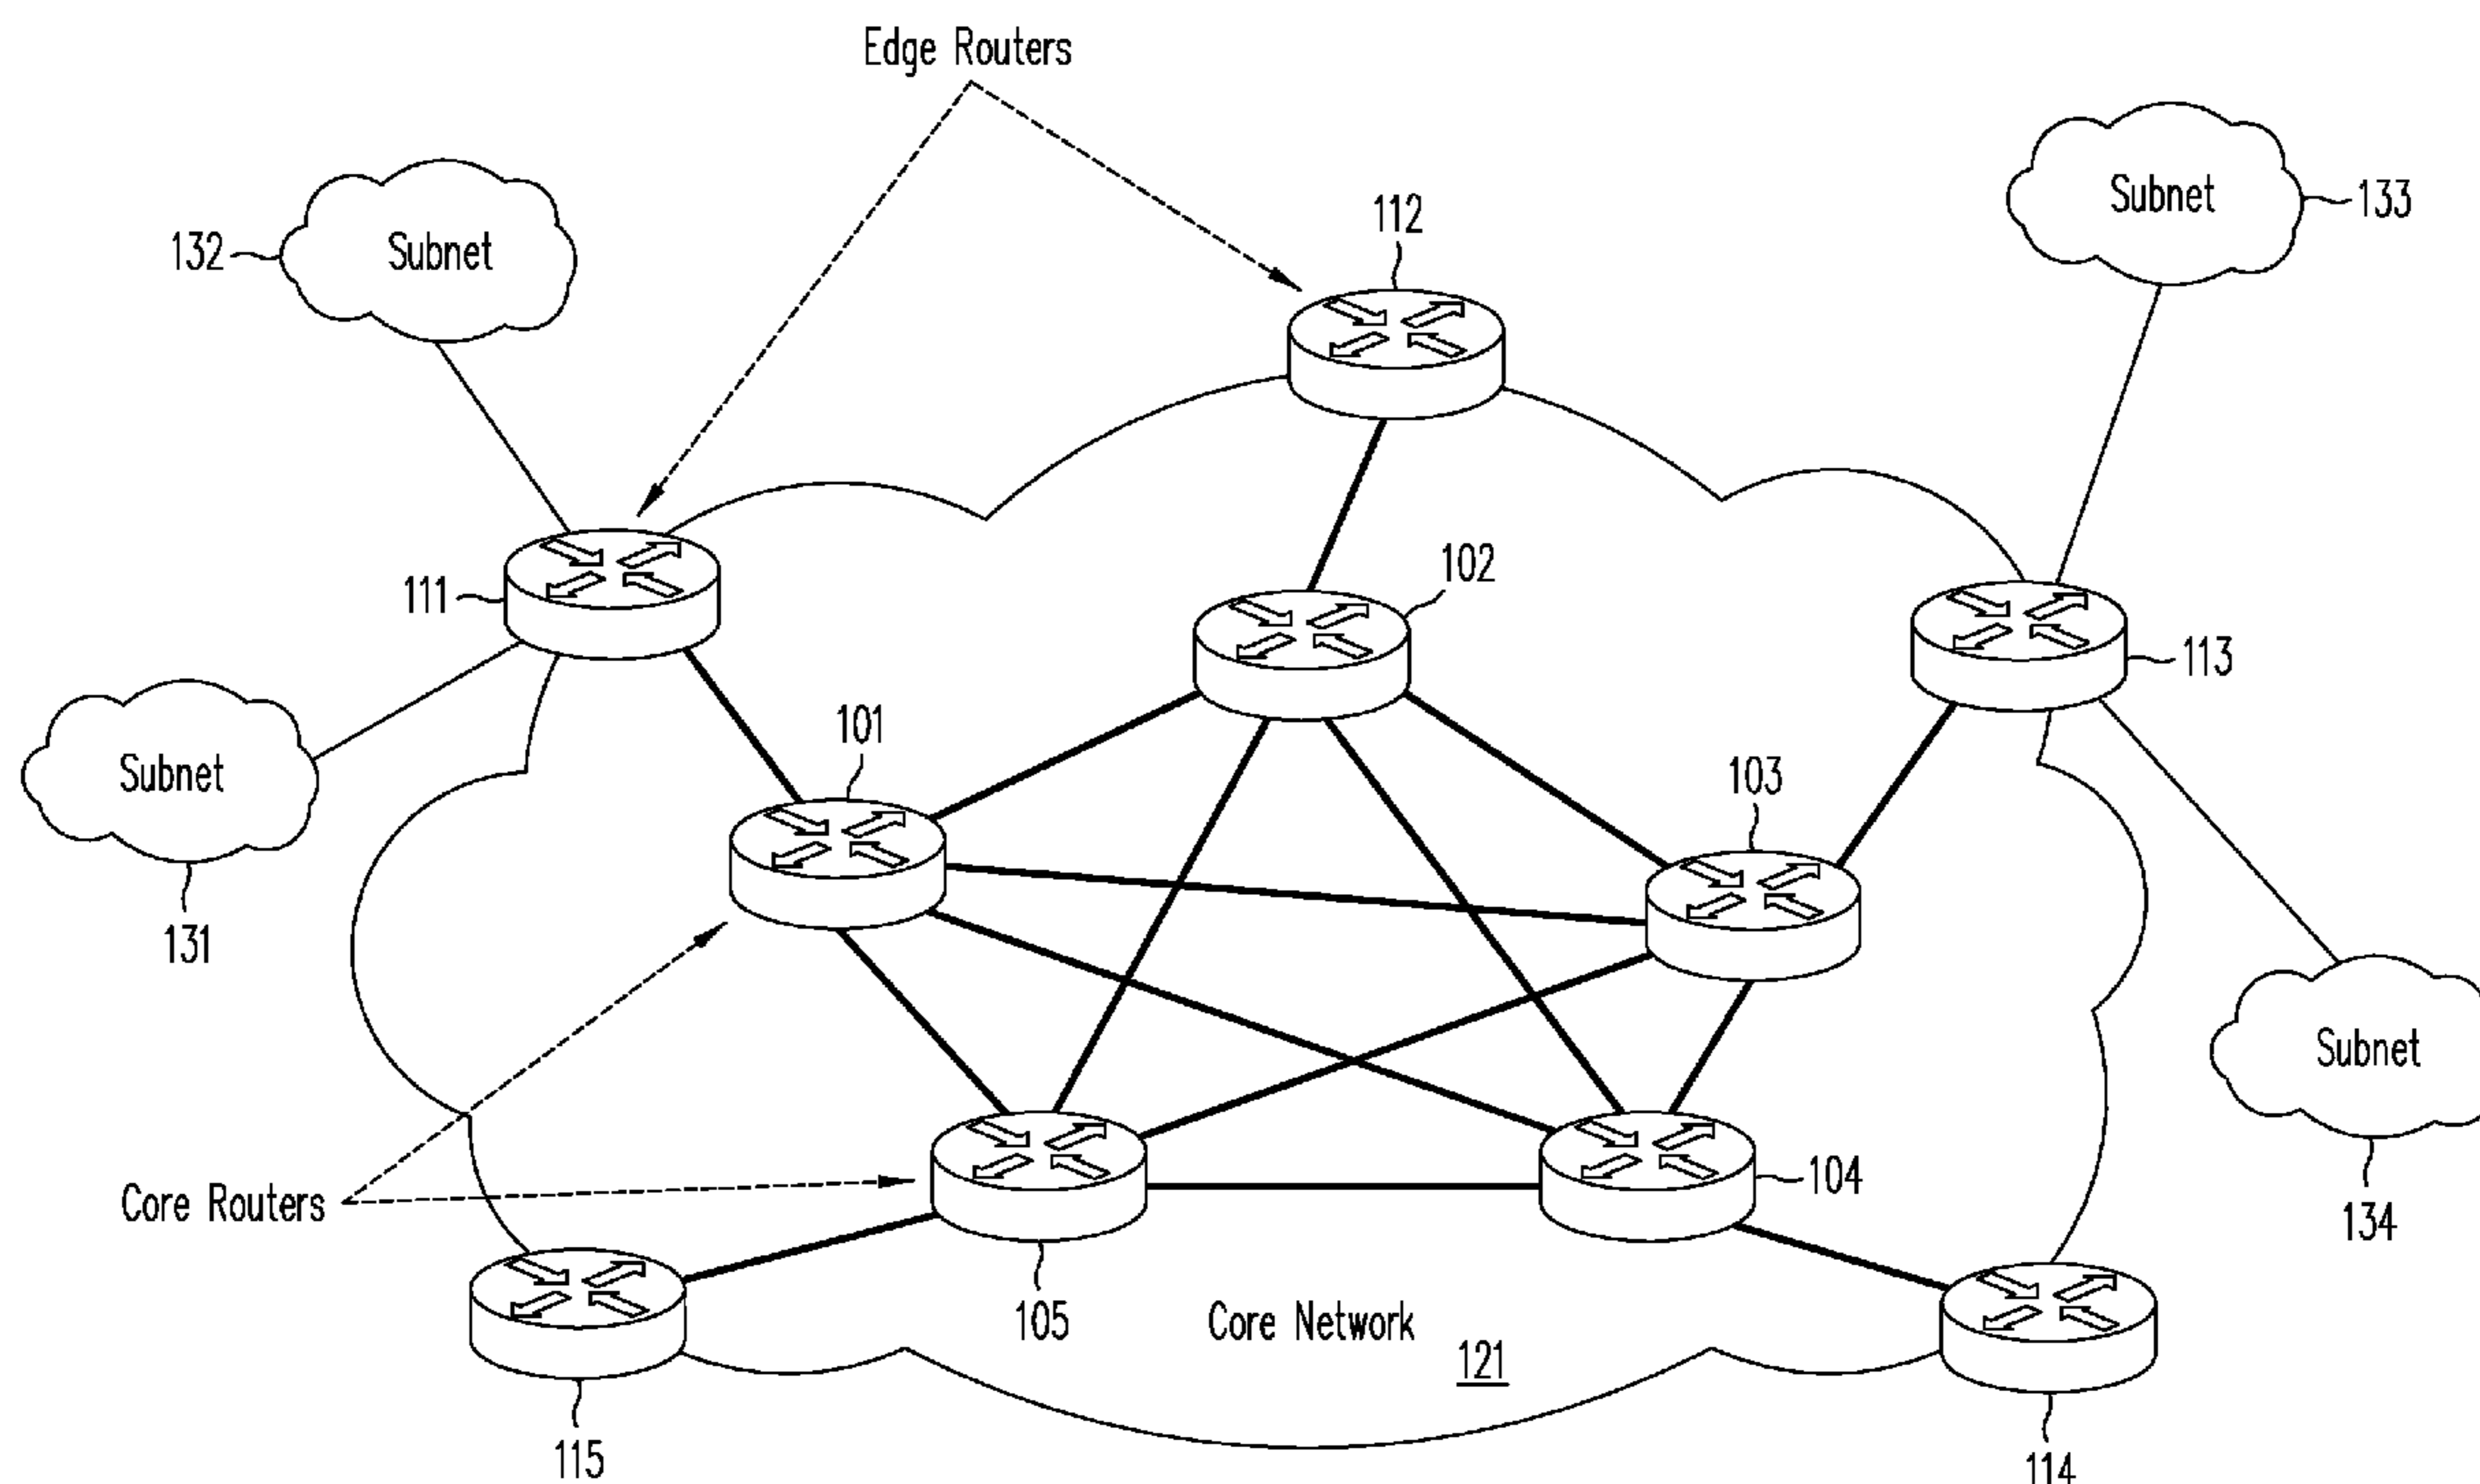 Edge Routers
Subnet
133
112
132
Subnet
102
111
113
101
Subnet
103
131
Subnet
104
Core Routers
134
105
Core Network
121
115
114